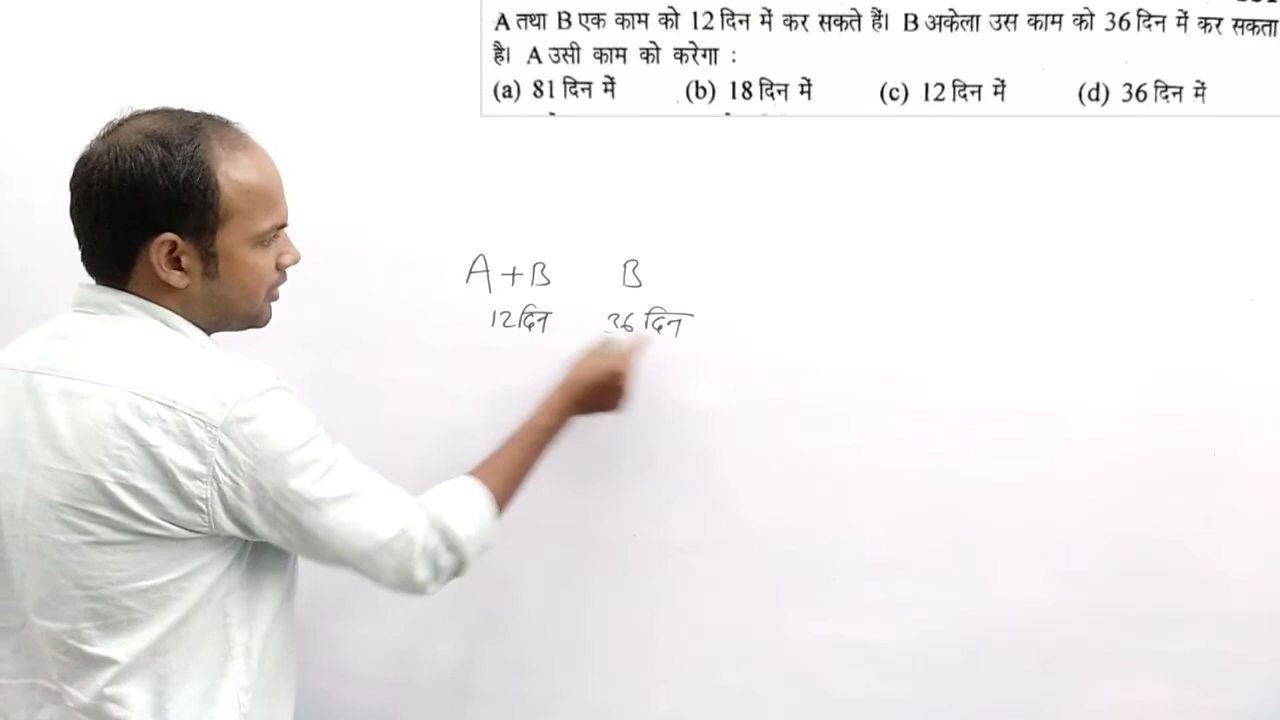 A तथा B एक काम को 12 दिन में कर सकते हैं। B अकेला उस काम को 36 दिन में कर सकता
है। A उसी काम को करेगा :
(a) 81 दिन में (b) 18 दिन में (c) 12 दिन में (d) 36 दिन में
A + B B
12 दिन 36 दिन